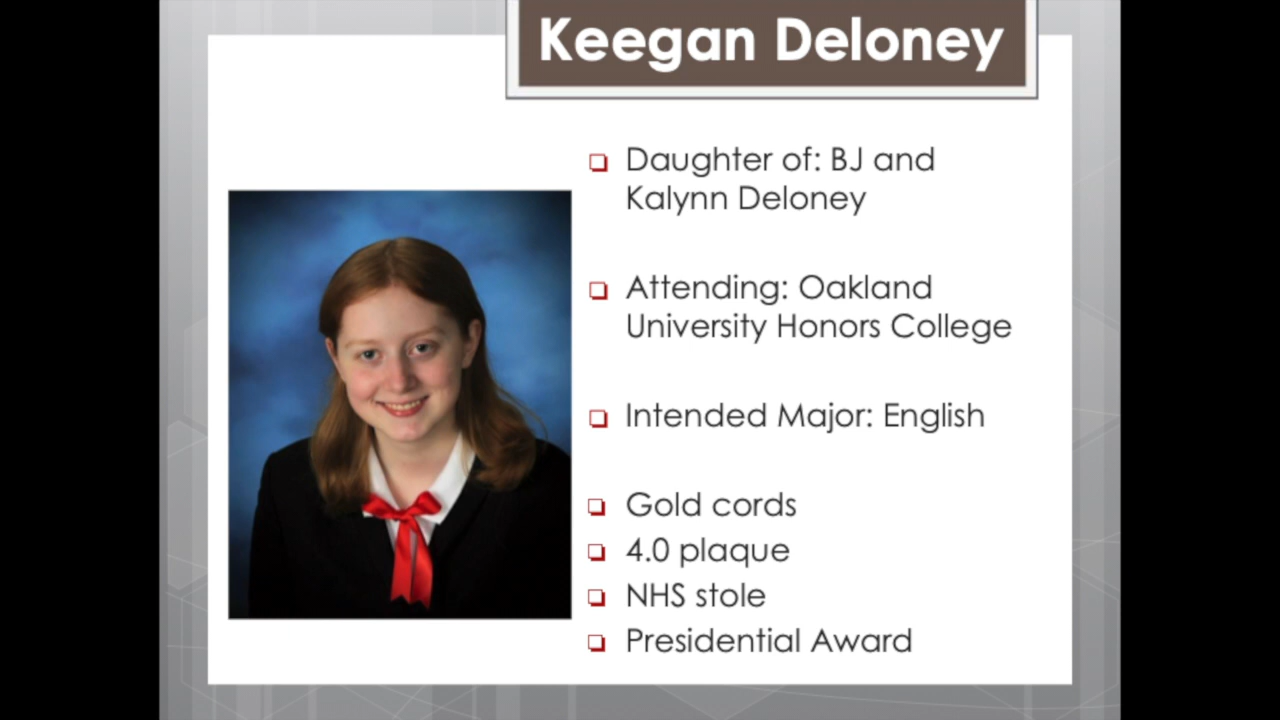 Keegan Deloney
Daughter of: BJ and
Kalynn Deloney
Attending: Oakland
University Honors College
Intended Major: English
Gold cords
4.0 plaque
NHS stole
Presidential Award